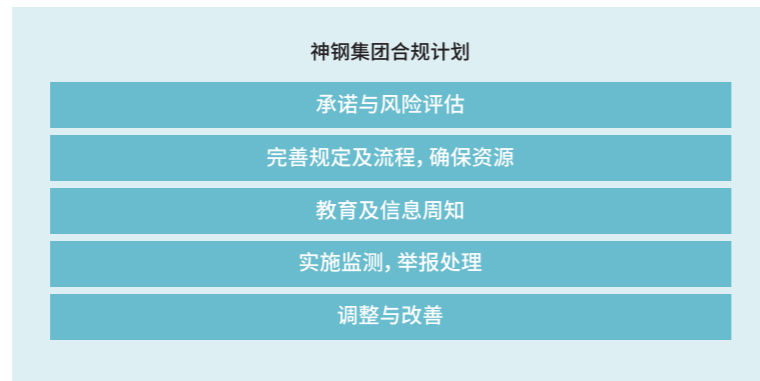 神钢集团合规计划
承诺与风险评估
完善规定及流程,确保资源
教育及信息周知
实施监测,举报处理
调整与改善